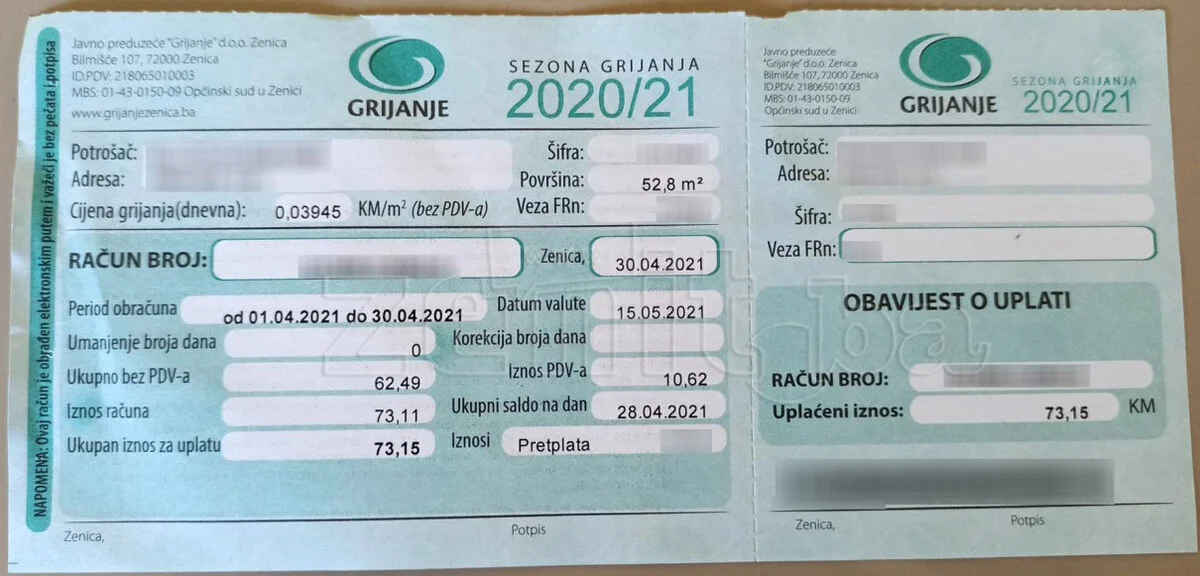 NAPOMENA: Ovaj račun je obrađen elektronskim putem i važeći je bez pečata i potpisa
Javno preduzeće "Grijanje" d.o.o. Zenica
Bilmišće 107, 72000 Zenica
ID.PDV: 218065010003
MBS: 01-43-0150-09 Općinski sud u Zenici
www.grijanjezenica.ba
GRIJANJE
SEZONA GRIJANJA
2020/21
Potrošač:
Adresa:
Cijena grijanja(dnevna): 0,03945 KM/m² (bez PDV-a)
Šifra:
Površina: 52,8 m²
Veza FRn:
RAČUN BROJ:
Zenica, 30.04.2021
Period obračuna od 01.04.2021 do 30.04.2021
Datum valute 15.05.2021
Umanjenje broja dana 0
Korekcija broja dana
Ukupno bez PDV-a 62,49
Iznos PDV-a 10,62
Iznos računa 73,11
Ukupni saldo na dan 28.04.2021
Ukupan iznos za uplatu 73,15
Iznosi Pretplata
Zenica,
Potpis
Javno preduzeće
"Grijanje" d.o.o. Zenica
Bilmišće 107, 72000 Zenica
ID.PDV: 218065010003
MBS: 01-43-0150-09
Općinski sud u Zenici
GRIJANJE
SEZONA GRIJANJA
2020/21
Potrošač:
Adresa:
Šifra:
Veza FRn:
OBAVIJEST O UPLATI
RAČUN BROJ:
Uplaćeni iznos: 73,15 KM
Zenica,
Potpis
zenit.ba